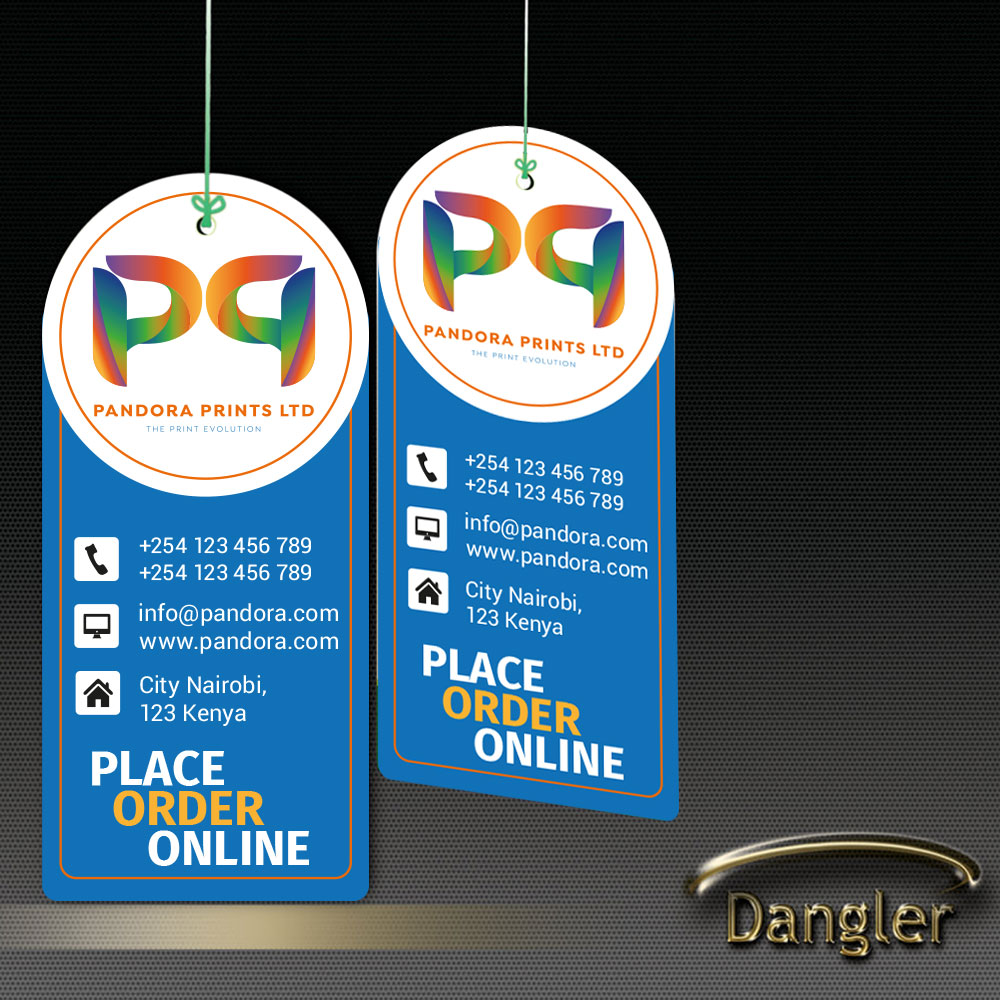 PANDORA PRINTS LTD
THE PRINT EVOLUTION
+254 123 456 789
+254 123 456 789
info@pandora.com
www.pandora.com
City Nairobi,
123 Kenya
PLACE
ORDER
ONLINE
PANDORA PRINTS LTD
THE PRINT EVOLUTION
+254 123 456 789
+254 123 456 789
info@pandora.com
www.pandora.com
City Nairobi,
123 Kenya
PLACE
ORDER
ONLINE
Dangler